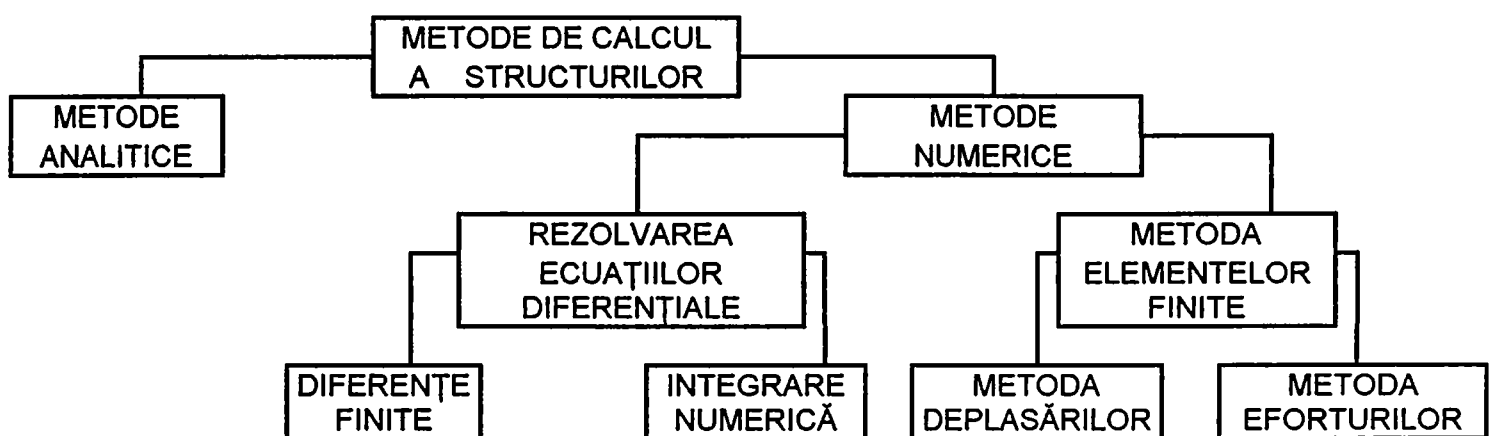 METODE DE CALCUL
A STRUCTURILOR
METODE
ANALITICE
METODE
NUMERICE
REZOLVAREA
ECUAȚIILOR
DIFERENȚIALE
METODA
ELEMENTELOR
FINITE
DIFERENȚE
FINITE
INTEGRARE
NUMERICĂ
METODA
DEPLASĂRILOR
METODA
EFORTURILOR